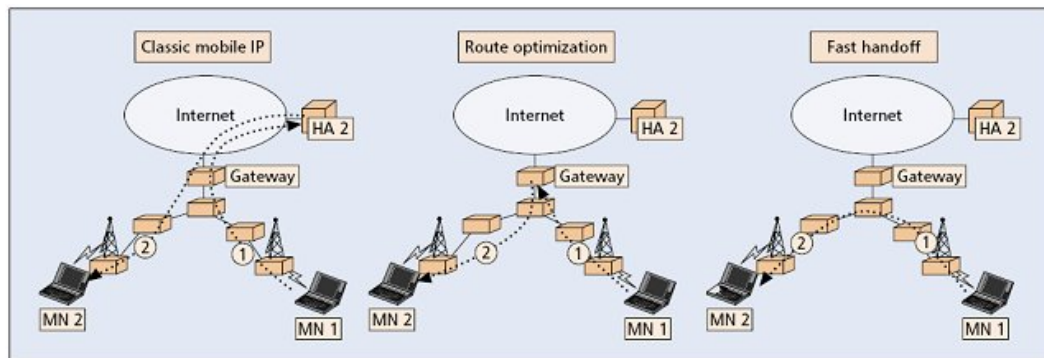 Classic mobile IP
Internet
HA 2
Gateway
2
1
MN 2
MN 1
Route optimization
Internet
HA 2
Gateway
2
1
MN 2
MN 1
Fast handoff
Internet
HA 2
Gateway
2
1
MN 2
MN 1